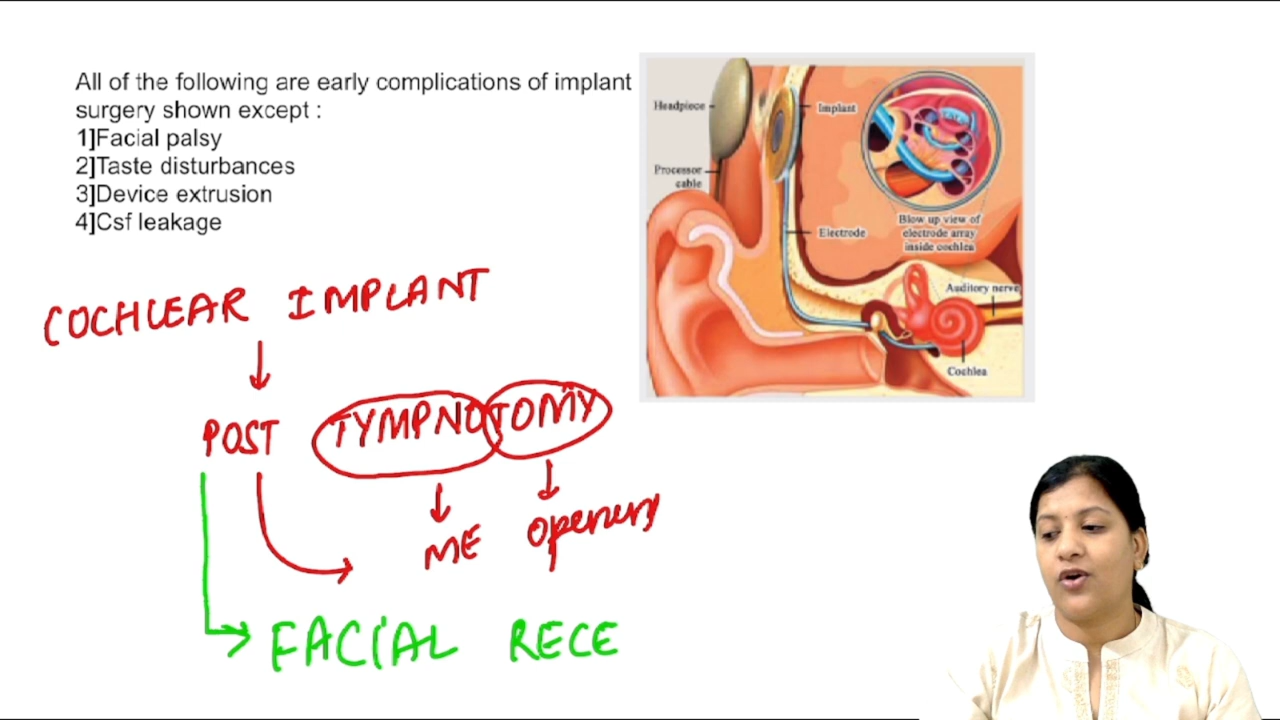 All of the following are early complications of implant
surgery shown except :
1]Facial palsy
2]Taste disturbances
3]Device extrusion
4]Csf leakage
Headpiece
Implant
Processor
cable
Blow up view of
electrode array
inside cochlea
Electrode
Auditory nerve
Cochlea
COCHLEAR IMPLANT
POST TYMPNOTOMY
ME opening
FACIAL RECE